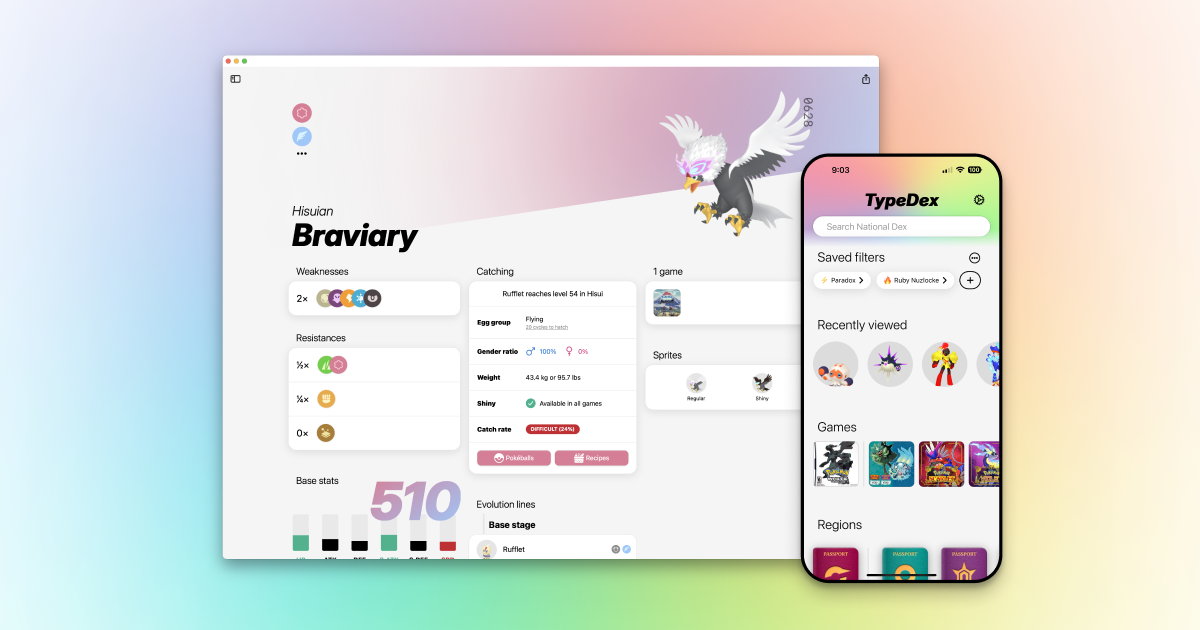 0628
Hisuian
Braviary
Weaknesses
2×
Resistances
½×
¼×
0×
Base stats
510
Catching
Rufflet reaches level 54 in Hisui
Egg group
Flying
20 cycles to hatch
Gender ratio
100%
0%
Weight
43.4 kg or 95.7 lbs
Shiny
Available in all games
Catch rate
DIFFICULT (24%)
Pokéballs
Recipes
Evolution lines
Base stage
Rufflet
1 game
Sprites
Regular
Shiny
9:03
100
TypeDex
Search National Dex
Saved filters
Paradox
Ruby Nuzlocke
Recently viewed
Games
Regions
PASSPORT
PASSPORT
PASSPORT